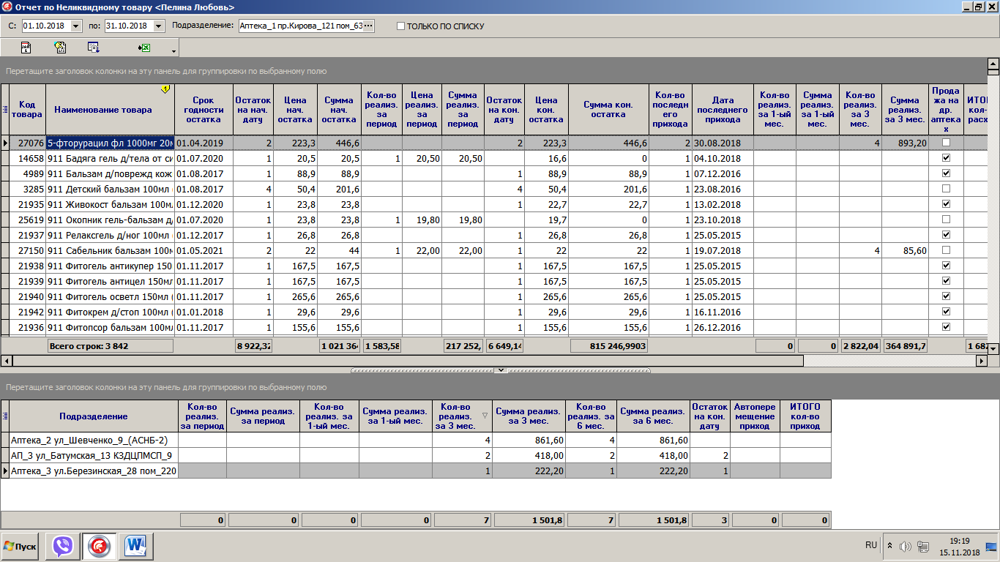 Отчет по Неликвидному товару <Пелина Любовь>
С: 01.10.2018 по: 31.10.2018 Подразделение: Аптека_1 пр.Кирова_121 пом_63 ... ТОЛЬКО ПО СПИСКУ
Перетащите заголовок колонки на эту панель для группировки по выбранному полю
Код товара Наименование товара Срок годности остатка Остаток на нач. дату Цена нач. остатка Сумма нач. остатка Кол-во реализ. за период Цена реализ. за период Сумма реализ. за период Остаток на кон. дату Цена кон. остатка Сумма кон. остатка Кол-во последн его прихода Дата последнего прихода Кол-во реализ. за 1-ый мес. Сумма реализ. за 1-ый мес. Кол-во реализ. за 3 мес. Сумма реализ. за 3 мес. Прода жа на др. аптека х ИТО кол- расх
27076 5-фторурацил фл 1000мг 20м 01.04.2019 2 223,3 446,6 2 223,3 446,6 2 30.08.2018 4 893,20
14658 911 Бадяга гель д/тела от си 01.07.2020 1 20,5 20,5 1 20,50 20,50 16,6 0 1 04.10.2018
4989 911 Бальзам д/поврежд кож 01.08.2017 1 88,9 88,9 1 88,9 88,9 1 07.12.2016
3285 911 Детский бальзам 100мл ( 01.08.2017 4 50,4 201,6 4 50,4 201,6 1 23.08.2016
21935 911 Живокост бальзам 100м 01.12.2020 1 23,8 23,8 1 22,7 22,7 1 13.02.2018
25619 911 Окопник гель-бальзам д/ 01.07.2020 1 23,8 23,8 1 19,80 19,80 19,7 0 1 23.10.2018
21937 911 Релаксгель д/ног 100мл ( 01.12.2017 1 26,8 26,8 1 26,8 26,8 1 25.05.2015
27150 911 Сабельник бальзам 100м 01.05.2021 2 22 44 1 22,00 22,00 1 22 22 1 19.07.2018 4 85,60
21938 911 Фитогель антикупер 150 01.11.2017 1 167,5 167,5 1 167,5 167,5 1 25.05.2015
21939 911 Фитогель антицел 150мл 01.11.2017 1 167,5 167,5 1 167,5 167,5 1 25.05.2015
21940 911 Фитогель осветл 150мл ( 01.11.2017 1 265,6 265,6 1 265,6 265,6 1 25.05.2015
21942 911 Фитокрем д/стоп 100мл ( 01.01.2018 1 29,6 29,6 1 29,6 29,6 1 16.11.2016
21936 911 Фитопсор бальзам 100мл 01.11.2017 1 155,6 155,6 1 155,6 155,6 1 26.12.2016
Всего строк: 3 842 8 922,32 1 021 364 1 583,58 217 252, 6 649,14 815 246,9903 0 0 2 822,04 364 891,7 1 682
Перетащите заголовок колонки на эту панель для группировки по выбранному полю
Подразделение Кол-во реализ. за период Сумма реализ. за период Кол-во реализ. за 1-ый мес. Сумма реализ. за 1-ый мес. Кол-во реализ. за 3 мес. Сумма реализ. за 3 мес. Кол-во реализ. за 6 мес. Сумма реализ. за 6 мес. Остаток на кон. дату Автопере мещение приход ИТОГО кол-во приход
Аптека_2 ул_Шевченко_9_(АСНБ-2) 4 861,60 4 861,60
АП_3 ул_Батумская_13 КЗДЦПМСП_9 2 418,00 2 418,00 2
Аптека_3 ул.Березинская_28 пом_220 1 222,20 1 222,20 1
0 0 0 0 7 1 501,8 7 1 501,8 3 0 0
Пуск RU 19:19
15.11.2018